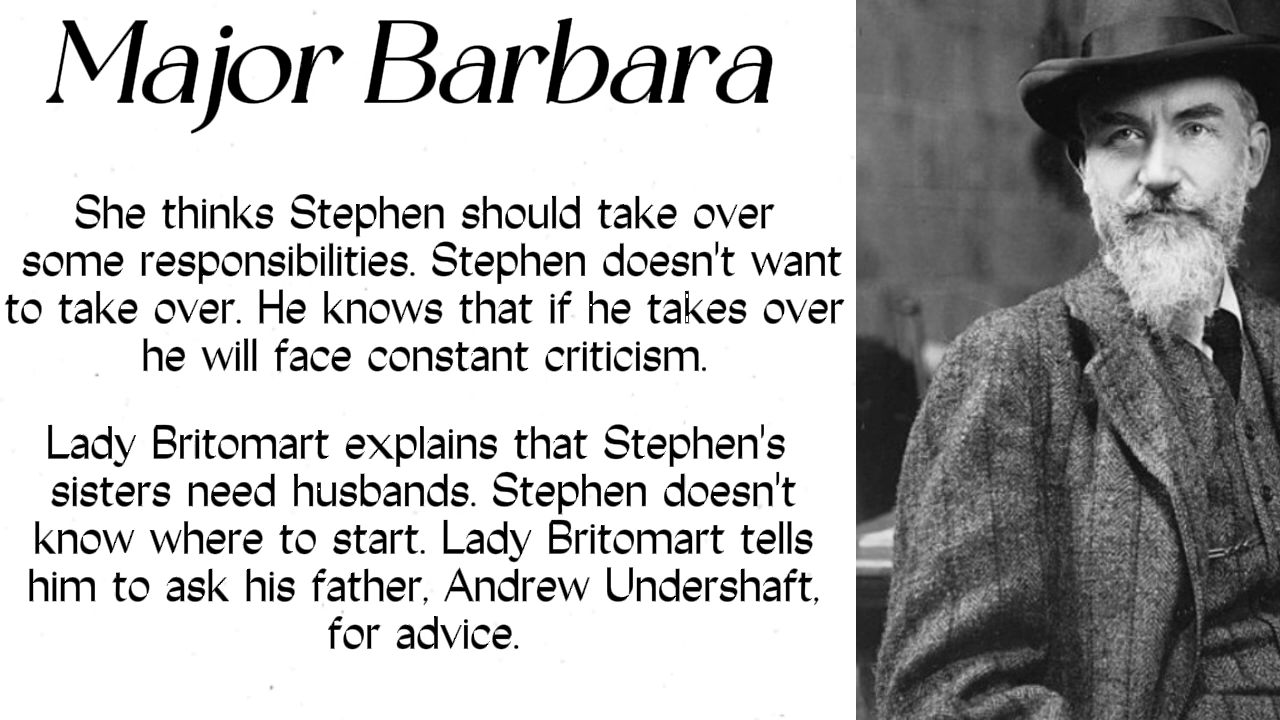 Major Barbara
She thinks Stephen should take over
some responsibilities. Stephen doesn't want
to take over. He knows that if he takes over
he will face constant criticism.
Lady Britomart explains that Stephen's
sisters need husbands. Stephen doesn't
know where to start. Lady Britomart tells
him to ask his father, Andrew Undershaft,
for advice.